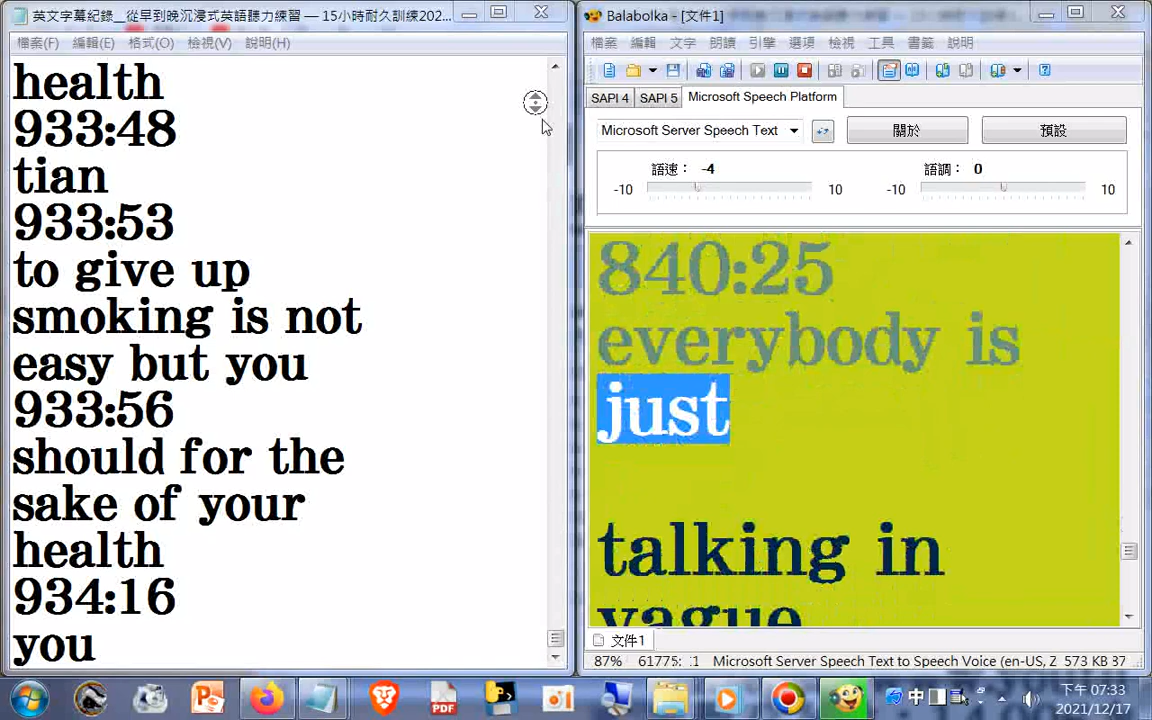 英文字幕紀錄__從早到晚沉浸式英語聽力練習 — 15小時耐久訓練202...
檔案(F) 編輯(E) 格式(O) 檢視(V) 說明(H)
health
933:48
tian
933:53
to give up
smoking is not
easy but you
933:56
should for the
sake of your
health
934:16
you
Balabolka - [文件1]
檔案 編輯 文字 朗讀 引擎 選項 檢視 工具 書籤 說明
SAPI 4 SAPI 5 Microsoft Speech Platform
Microsoft Server Speech Text 關於 預設
語速： -4 語調： 0
-10 10 -10 10
840:25
everybody is
just
talking in
vague
文件1
87% 61775: :1 Microsoft Server Speech Text to Speech Voice (en-US, Z 573 KB 37
PDF 中 下午 07:33
2021/12/17